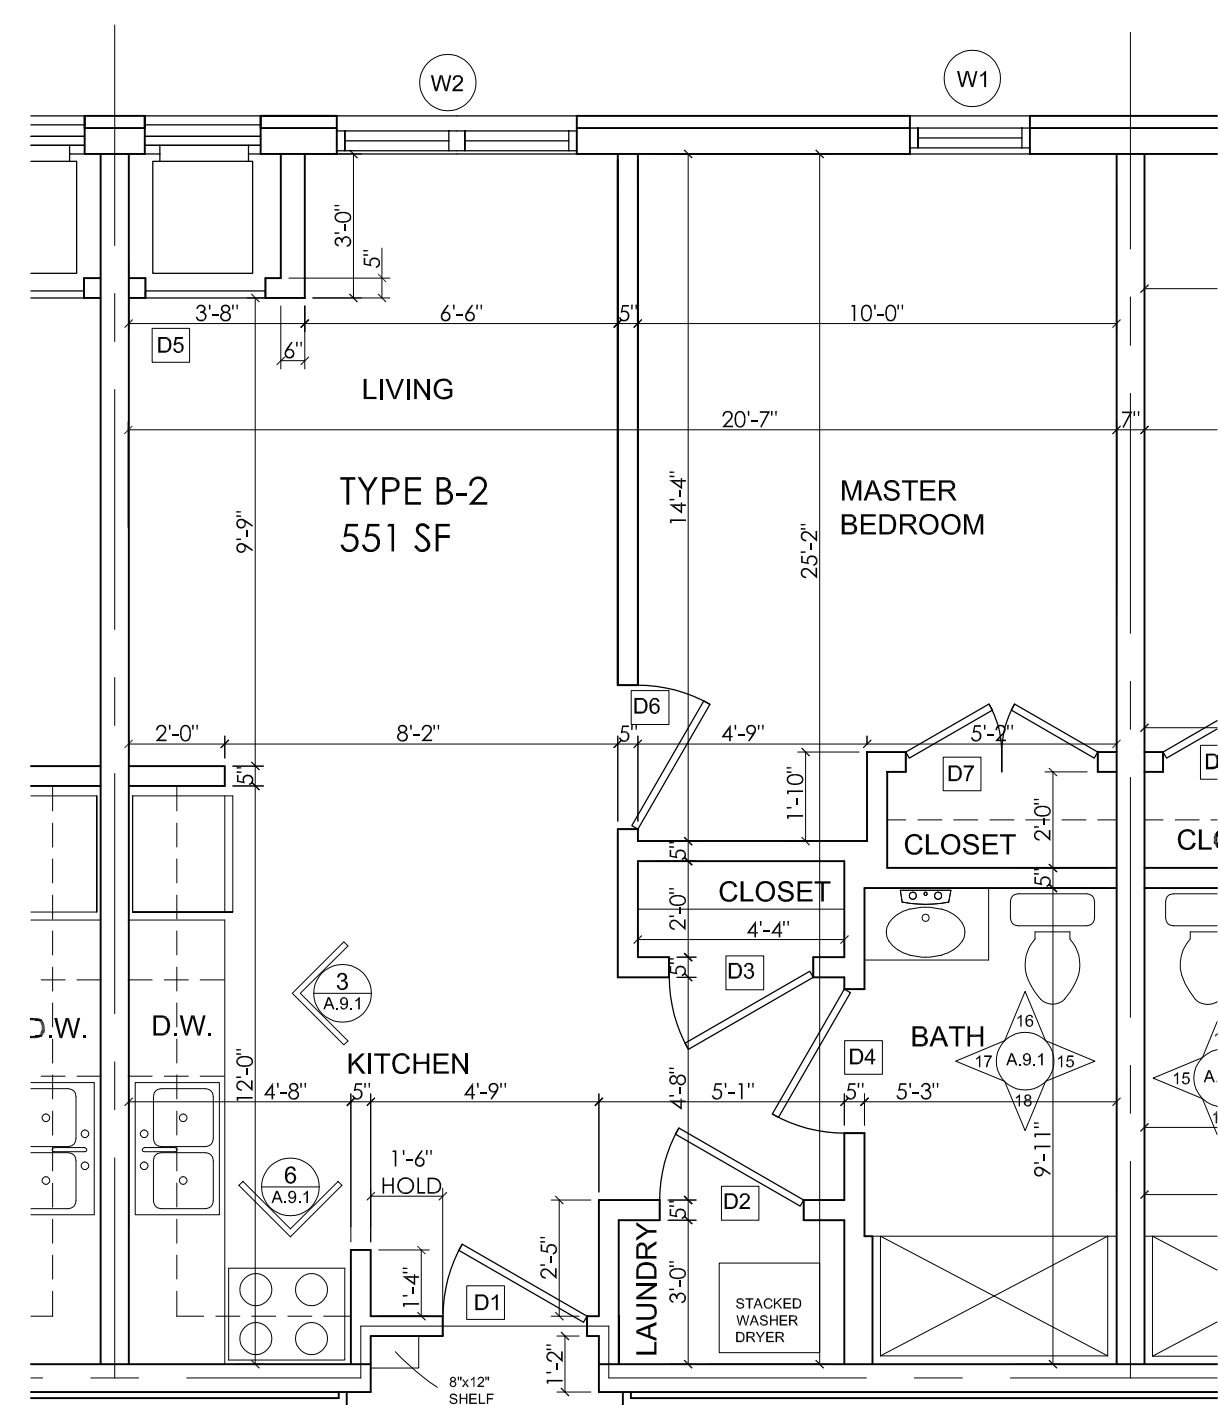 W2
W1
3'-0"
5"
3'-8"
6'-6"
5"
10'-0"
D5
6"
LIVING
20'-7"
7"
TYPE B-2
551 SF
14'-4"
MASTER
BEDROOM
9'-9"
25'-2"
D6
2'-0"
8'-2"
5"
4'-9"
5'-2"
5"
D7
D
1'-10"
2'-0"
CLOSET
5"
5"
CLOSET
2'-0"
4'-4"
5"
D3
3
A.9.1
D.W.
D.W.
BATH
16
17
A.9.1
15
18
15
D4
KITCHEN
12'-0"
4'-8"
5"
4'-9"
4'-8"
5'-1"
5"
5'-3"
9'-11"
1'-6"
HOLD
6
A.9.1
D2
5"
2'-5"
LAUNDRY
3'-0"
1'-4"
D1
STACKED
WASHER
DRYER
1'-2"
8"x12"
SHELF